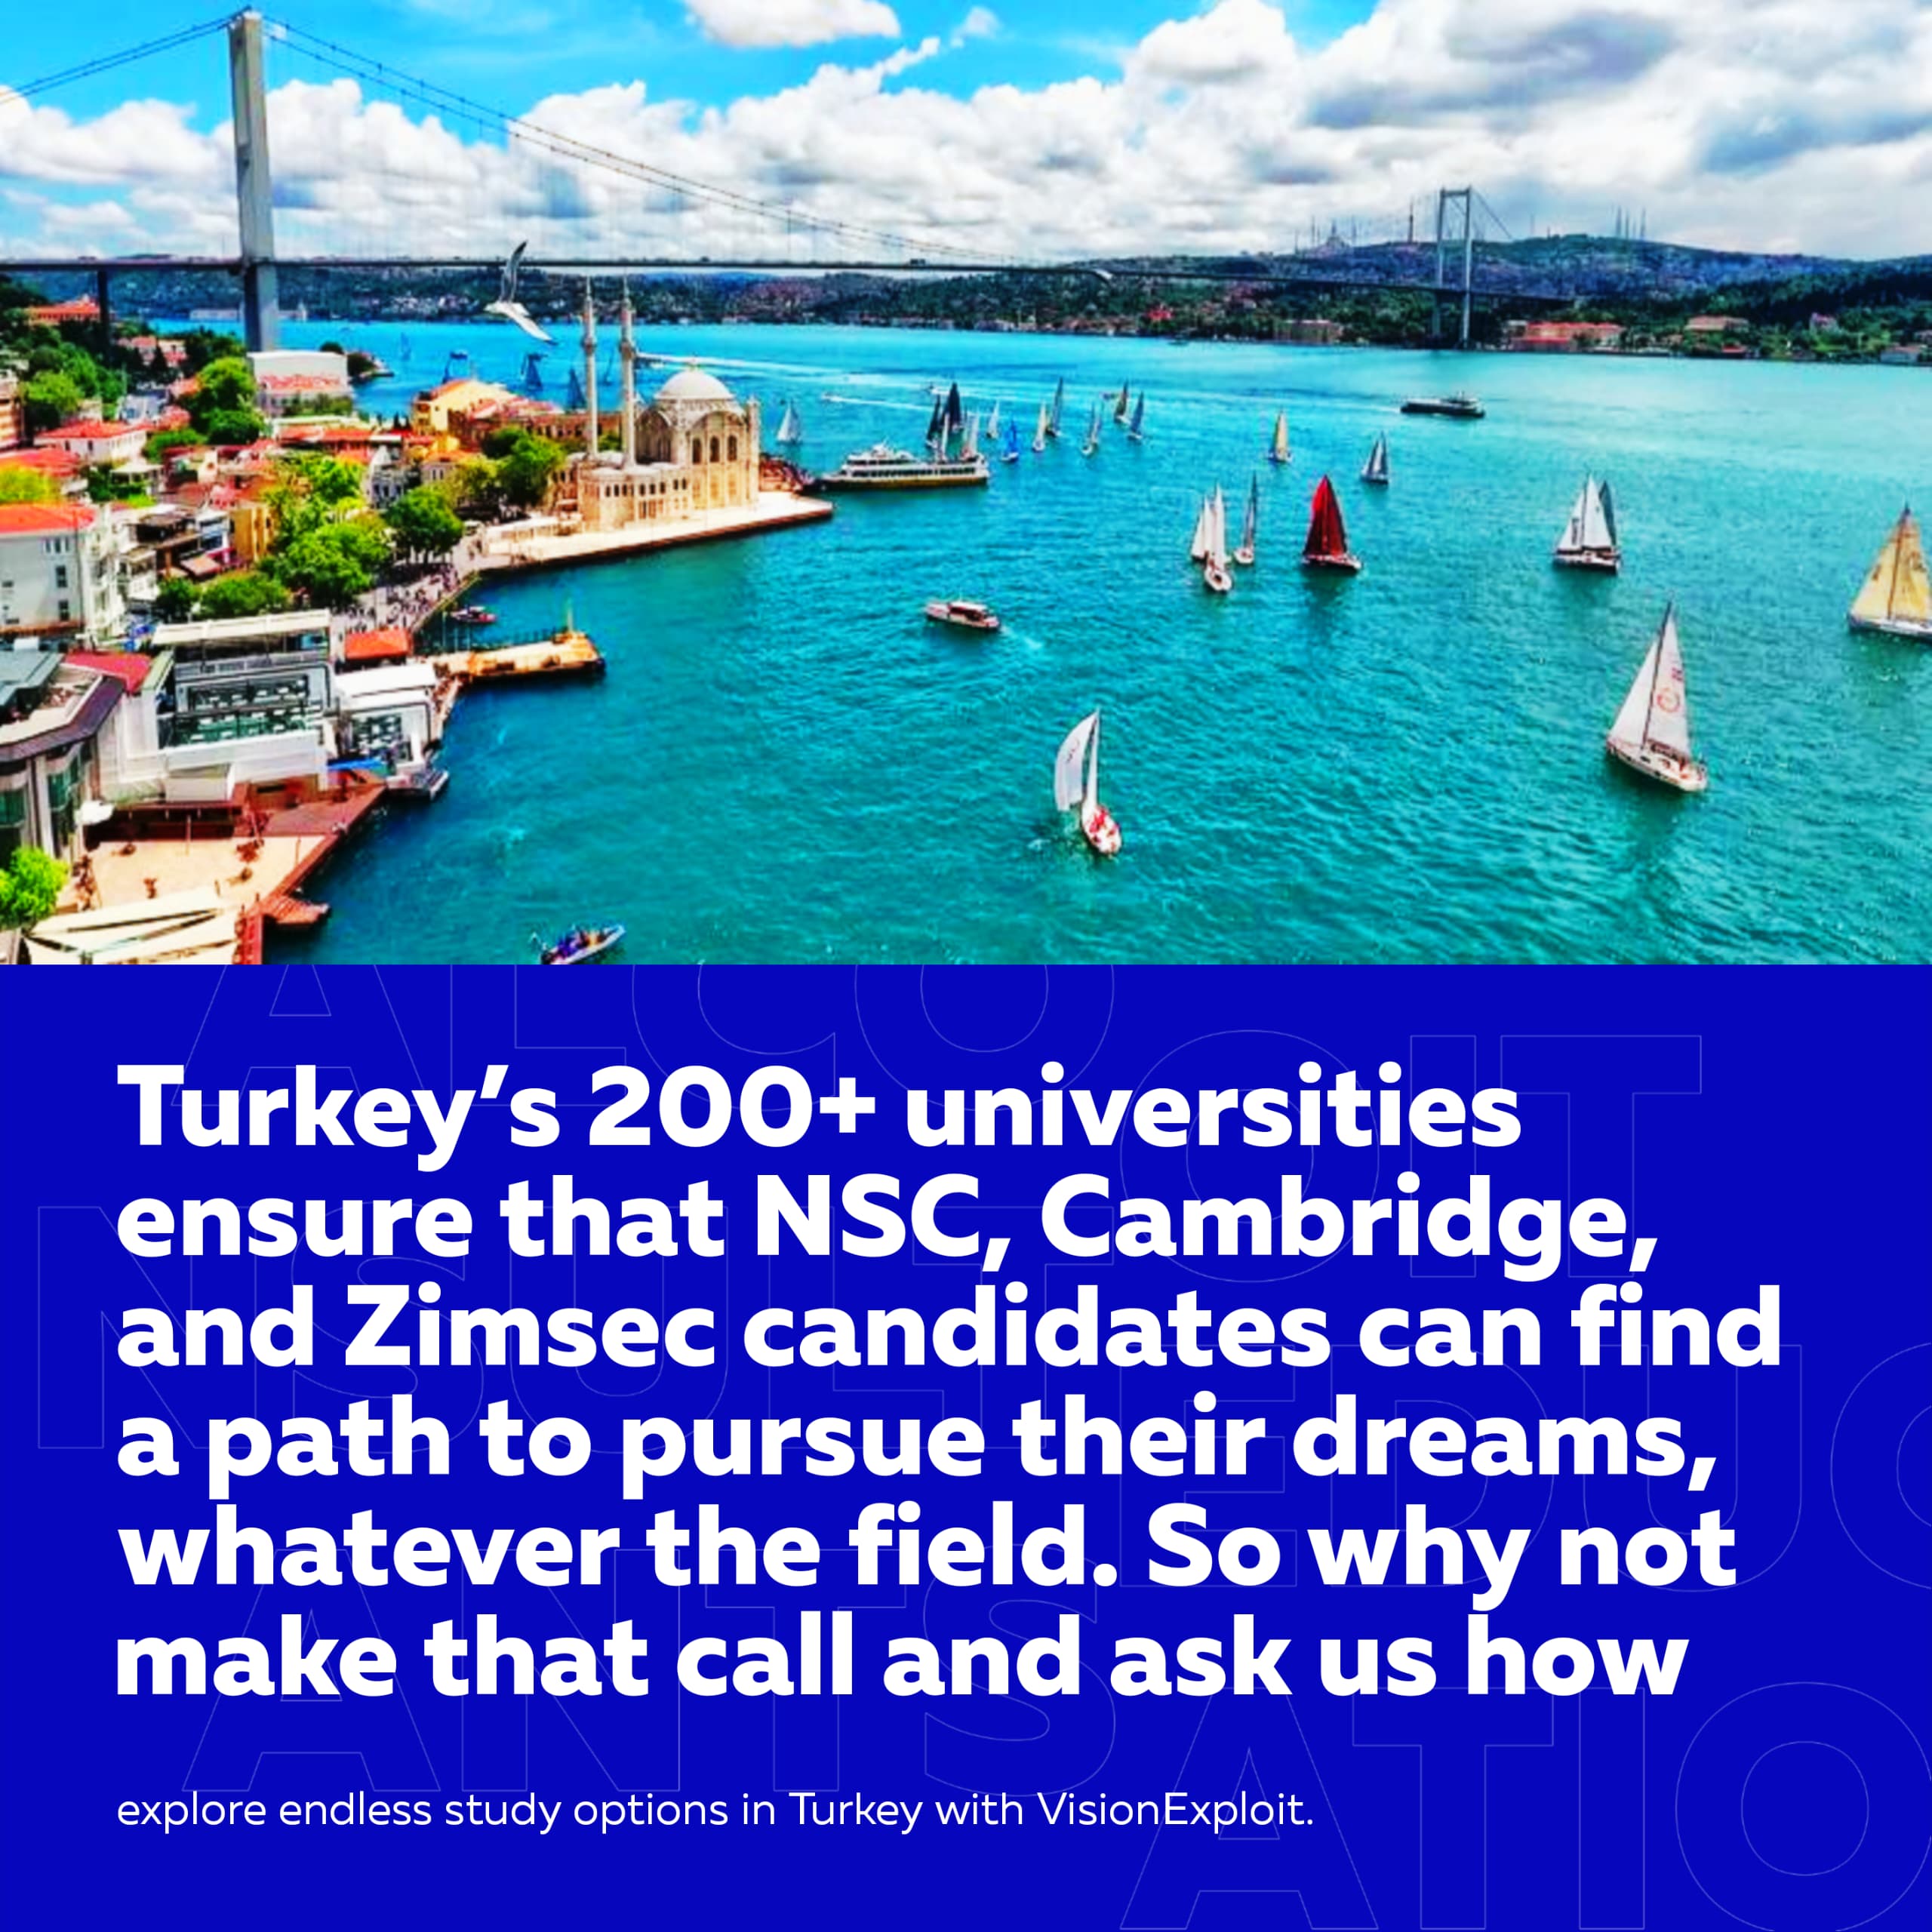 Turkey’s 200+ universities
ensure that NSC, Cambridge,
and Zimsec candidates can find
a path to pursue their dreams,
whatever the field. So why not
make that call and ask us how
explore endless study options in Turkey with VisionExploit.